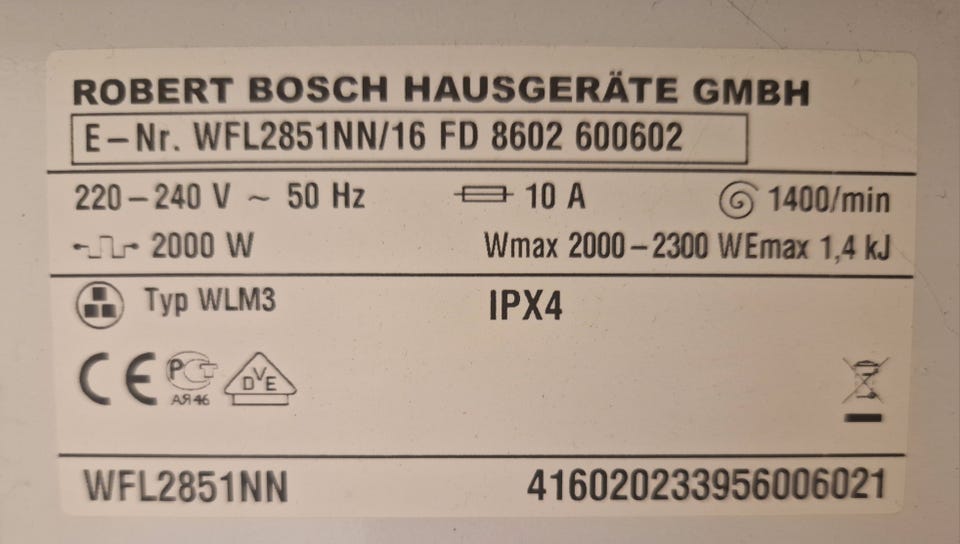 ROBERT BOSCH HAUSGERÄTE GMBH
E-Nr. WFL2851NN/16 FD 8602 600602
220-240 V ~ 50 Hz 10 A 1400/min
2000 W Wmax 2000-2300 WEmax 1,4 kJ
Typ WLM3 IPX4
CE PCT DVE
АЯ46
WFL2851NN 416020233956006021